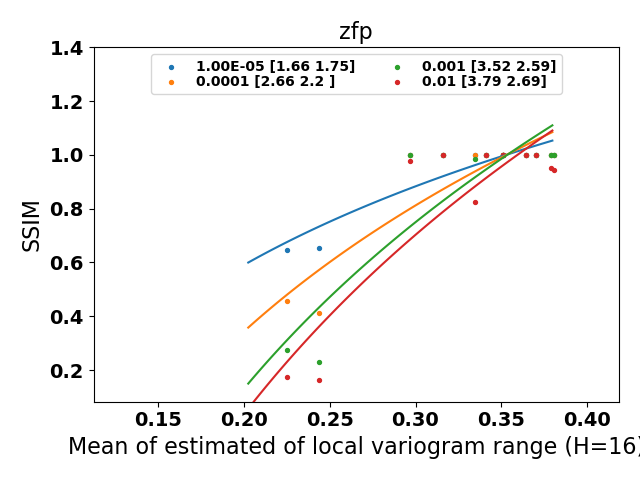 zfp
1.00E-05 [1.66 1.75]
0.0001 [2.66 2.2 ]
0.001 [3.52 2.59]
0.01 [3.79 2.69]
1.4
1.2
1.0
0.8
0.6
0.4
0.2
SSIM
0.15 0.20 0.25 0.30 0.35 0.40
Mean of estimated of local variogram range (H=16)